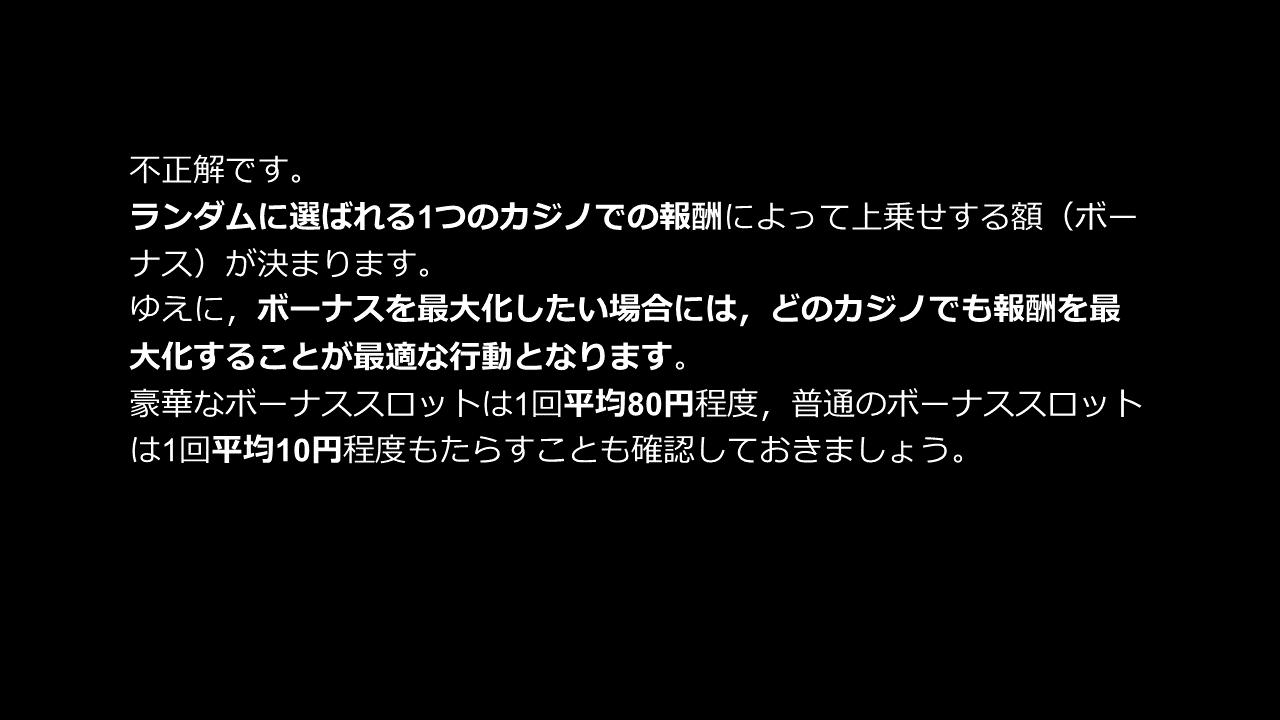 不正解です。
ランダムに選ばれる1つのカジノでの報酬によって上乗せする額（ボー
ナス）が決まります。
ゆえに，ボーナスを最大化したい場合には，どのカジノでも報酬を最
大化することが最適な行動となります。
豪華なボーナススロットは1回平均80円程度，普通のボーナススロット
は1回平均10円程度もたらすことも確認しておきましょう。